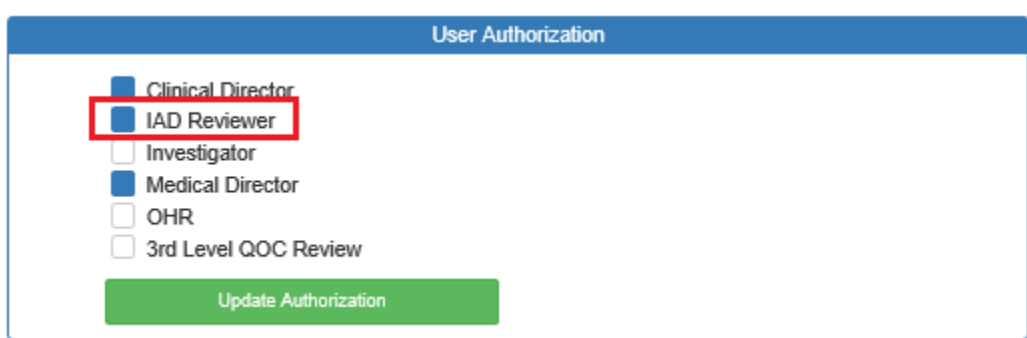 User Authorization
Clinical Director
IAD Reviewer
Investigator
Medical Director
OHR
3rd Level QOC Review
Update Authorization